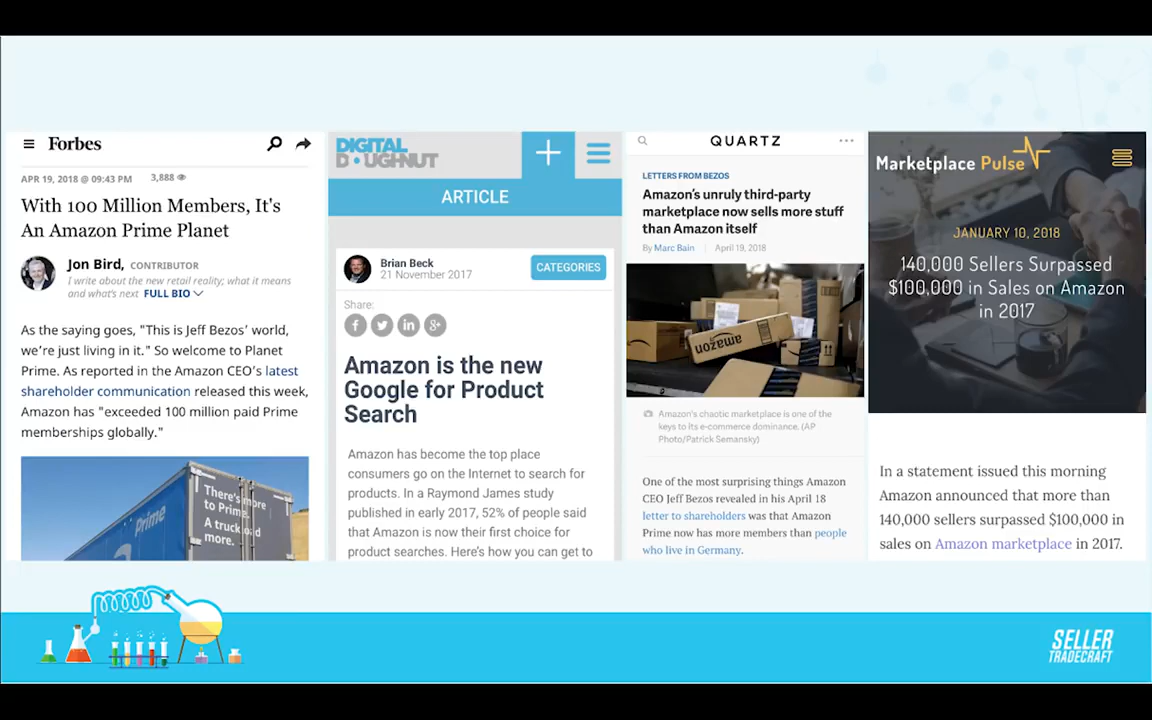 Forbes
APR 19, 2018 @ 09:43 PM 3,888
With 100 Million Members, It's
An Amazon Prime Planet
Jon Bird, CONTRIBUTOR
I write about the new retail reality; what it means
and what's next FULL BIO
As the saying goes, "This is Jeff Bezos' world,
we're just living in it." So welcome to Planet
Prime. As reported in the Amazon CEO's latest
shareholder communication released this week,
Amazon has "exceeded 100 million paid Prime
memberships globally."
There's more
to Prime.
A truckload
more.
Prime
DIGITAL
DOUGHNUT
ARTICLE
Brian Beck
21 November 2017
CATEGORIES
Share:
Amazon is the new
Google for Product
Search
Amazon has become the top place
consumers go on the Internet to search for
products. In a Raymond James study
published in early 2017, 52% of people said
that Amazon is now their first choice for
product searches. Here's how you can get to
QUARTZ
LETTERS FROM BEZOS
Amazon's unruly third-party
marketplace now sells more stuff
than Amazon itself
By Marc Bain April 19, 2018
amazon
Amazon's chaotic marketplace is one of the
keys to its e-commerce dominance. (AP
Photo/Patrick Semansky)
One of the most surprising things Amazon
CEO Jeff Bezos revealed in his April 18
letter to shareholders was that Amazon
Prime now has more members than people
who live in Germany.
Marketplace Pulse
JANUARY 10, 2018
140,000 Sellers Surpassed
$100,000 in Sales on Amazon
in 2017
In a statement issued this morning
Amazon announced that more than
140,000 sellers surpassed $100,000 in
sales on Amazon marketplace in 2017.
SELLER
TRADECRAFT